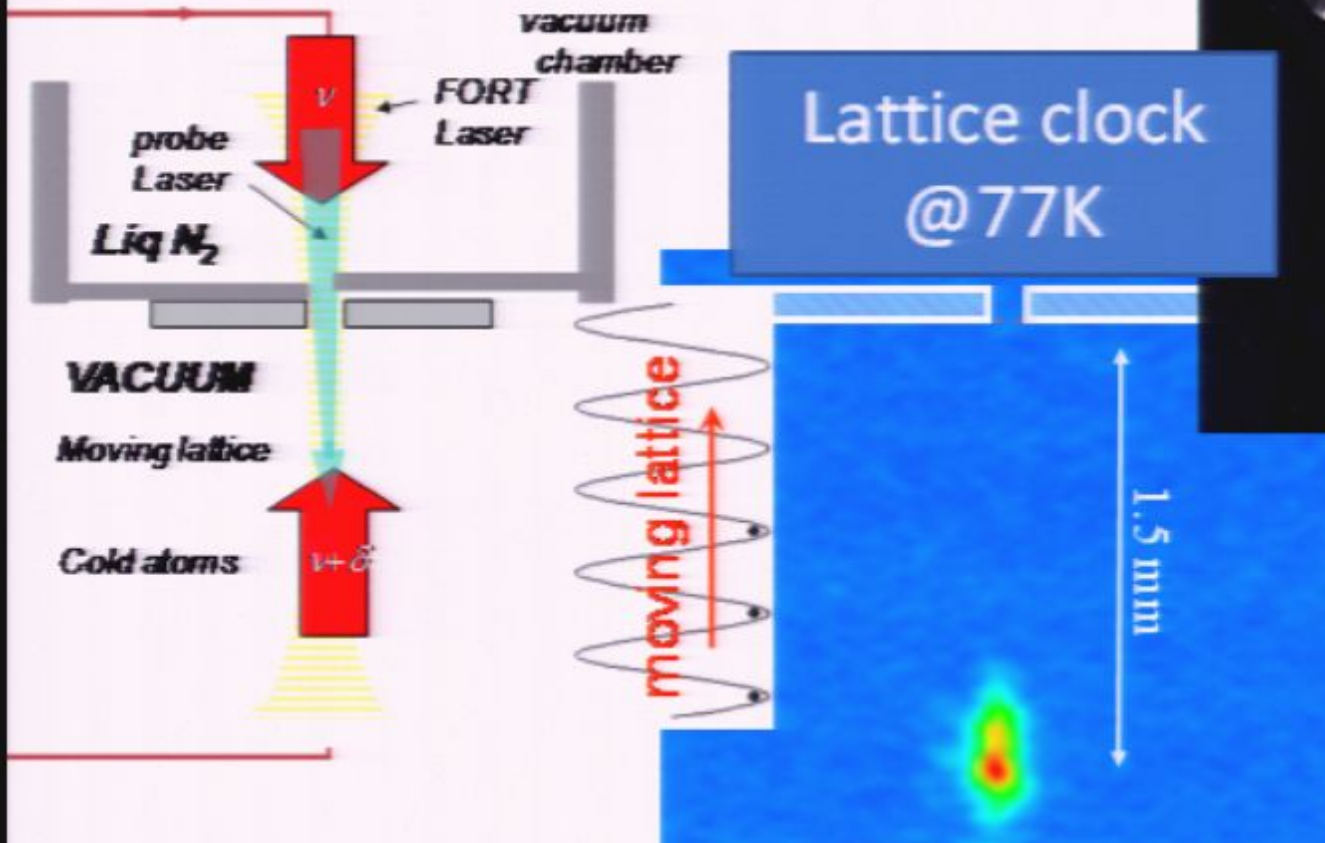 vacuum
chamber
ν
FORT
Laser
probe
Laser
Liq N₂
VACUUM
Moving lattice
Cold atoms
ν+ δ
Lattice clock
@77K
moving lattice
1.5 mm